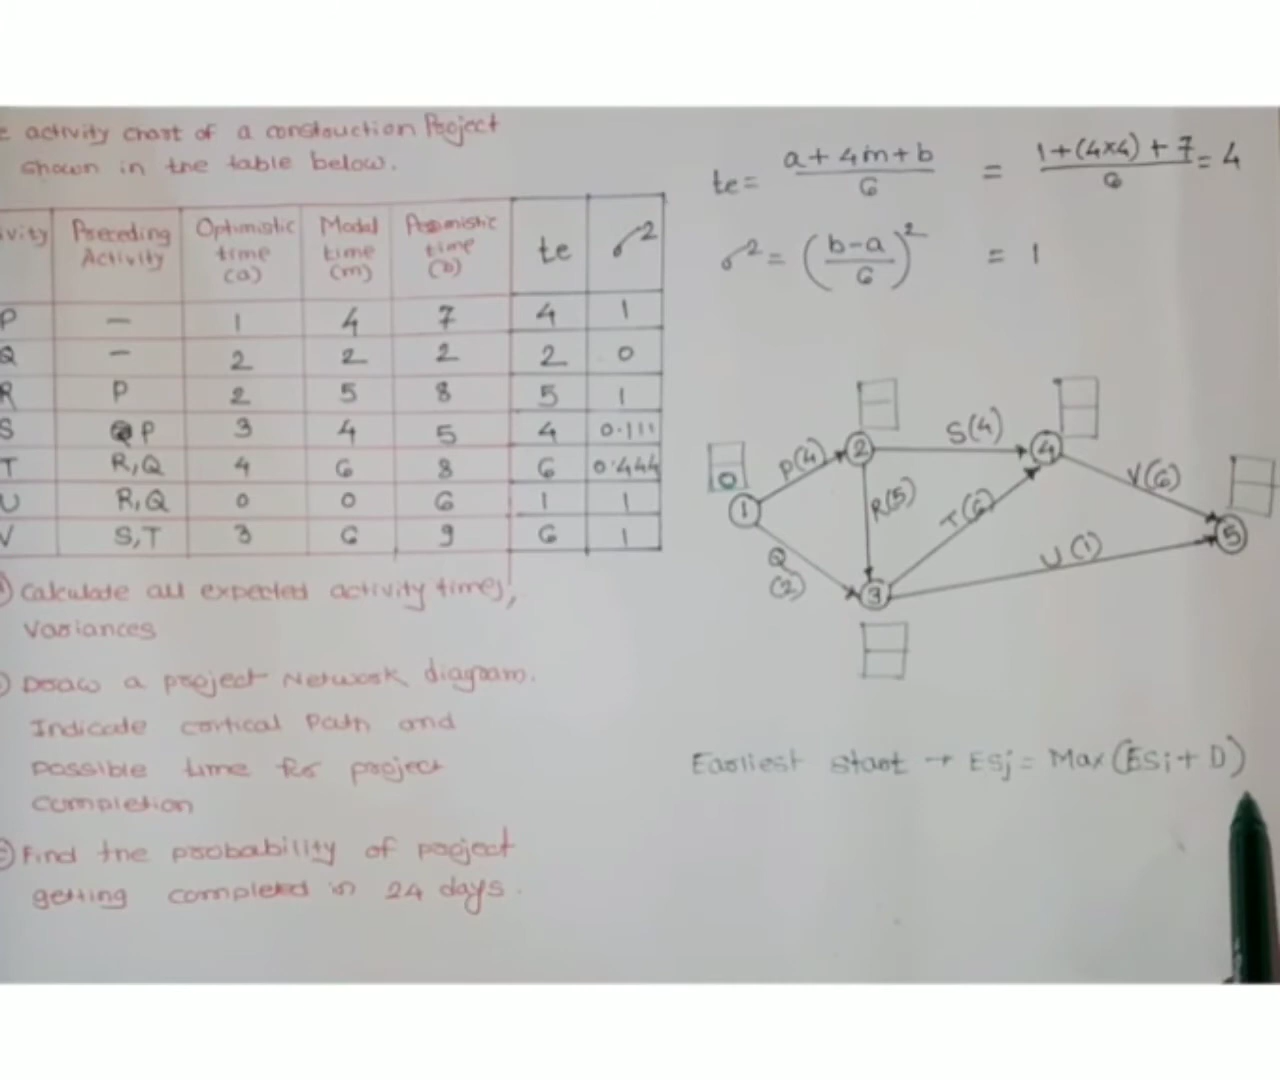 e activity chart of a construction Project
shown in the table below.
ivity Preceding Activity Optimistic time (a) Modal time (m) Pessimistic time (b) te σ2
P — 1 4 7 4 1
Q — 2 2 2 2 0
R P 2 5 8 5 1
S P 3 4 5 4 0.111
T R,Q 4 6 8 6 0.444
U R,Q 0 0 6 1 1
V S,T 3 6 9 6 1
Calculate all expected activity times,
Variances
Draw a project Network diagram.
Indicate cortical Path and
possible time for project
completion
Find the probability of project
getting completed in 24 days.
te = a + 4m + b / 6 = 1 + (4×4) + 7 / 6 = 4
σ2 = (b-a / 6)2 = 1
0
1
P(4)
2
S(4)
4
V(6)
5
R(5)
T(6)
U(1)
Q
(2)
3
Earliest start → ESj = Max (ESi + D)